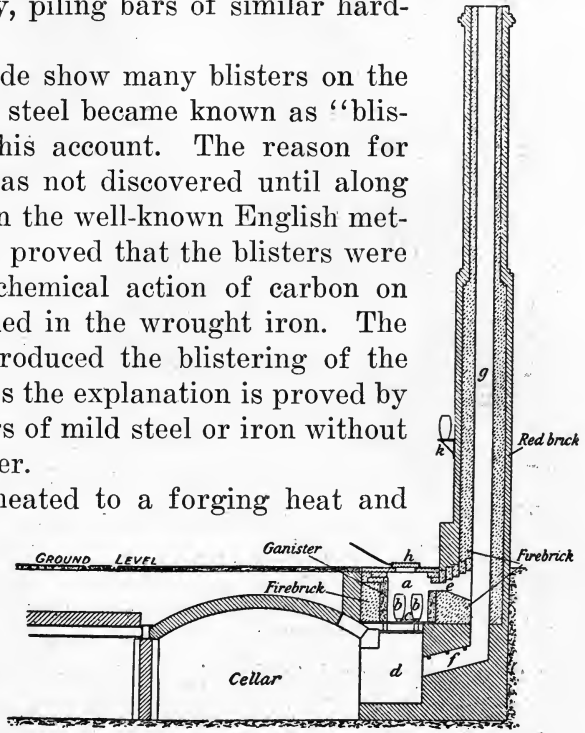 y, piling bars of similar hard-
de show many blisters on the
steel became known as "blis-
his account. The reason for
as not discovered until along
n the well-known English met-
proved that the blisters were
chemical action of carbon on
ed in the wrought iron. The
roduced the blistering of the
s the explanation is proved by
rs of mild steel or iron without
er.
neated to a forging heat and
g
k
Red brick
GROUND LEVEL
Ganister
h
Firebrick
Firebrick
a
e
b b
c
f
d
Cellar